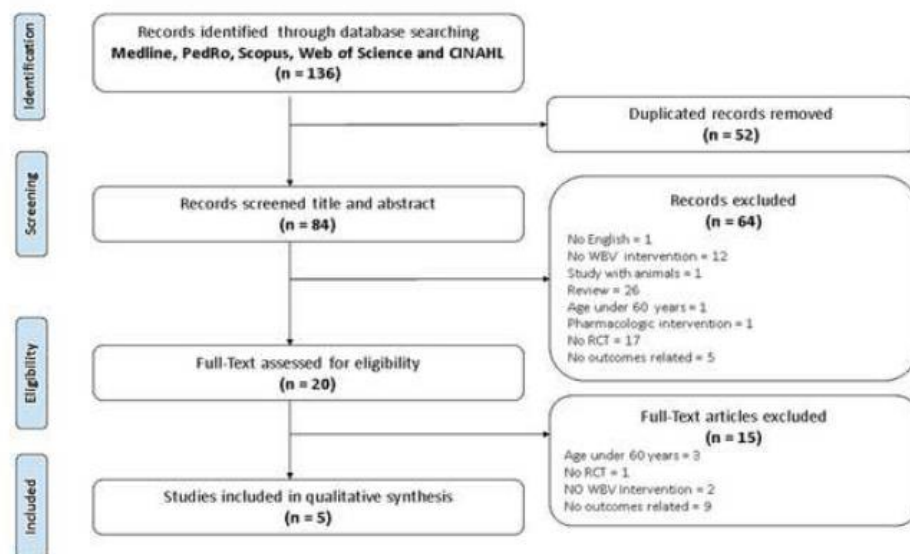 Identification
Records identified through database searching
Medline, PedRo, Scopus, Web of Science and CINAHL
(n = 136)
Duplicated records removed
(n = 52)
Screening
Records screened title and abstract
(n = 84)
Records excluded
(n = 64)
No English = 1
No WBV intervention = 12
Study with animals = 1
Review = 26
Age under 60 years = 1
Pharmacologic intervention = 1
No RCT = 17
No outcomes related = 5
Eligibility
Full-Text assessed for eligibility
(n = 20)
Full-Text articles excluded
(n = 15)
Age under 60 years = 3
No RCT = 1
NO WBV Intervention = 2
No outcomes related = 9
Included
Studies included in qualitative synthesis
(n = 5)